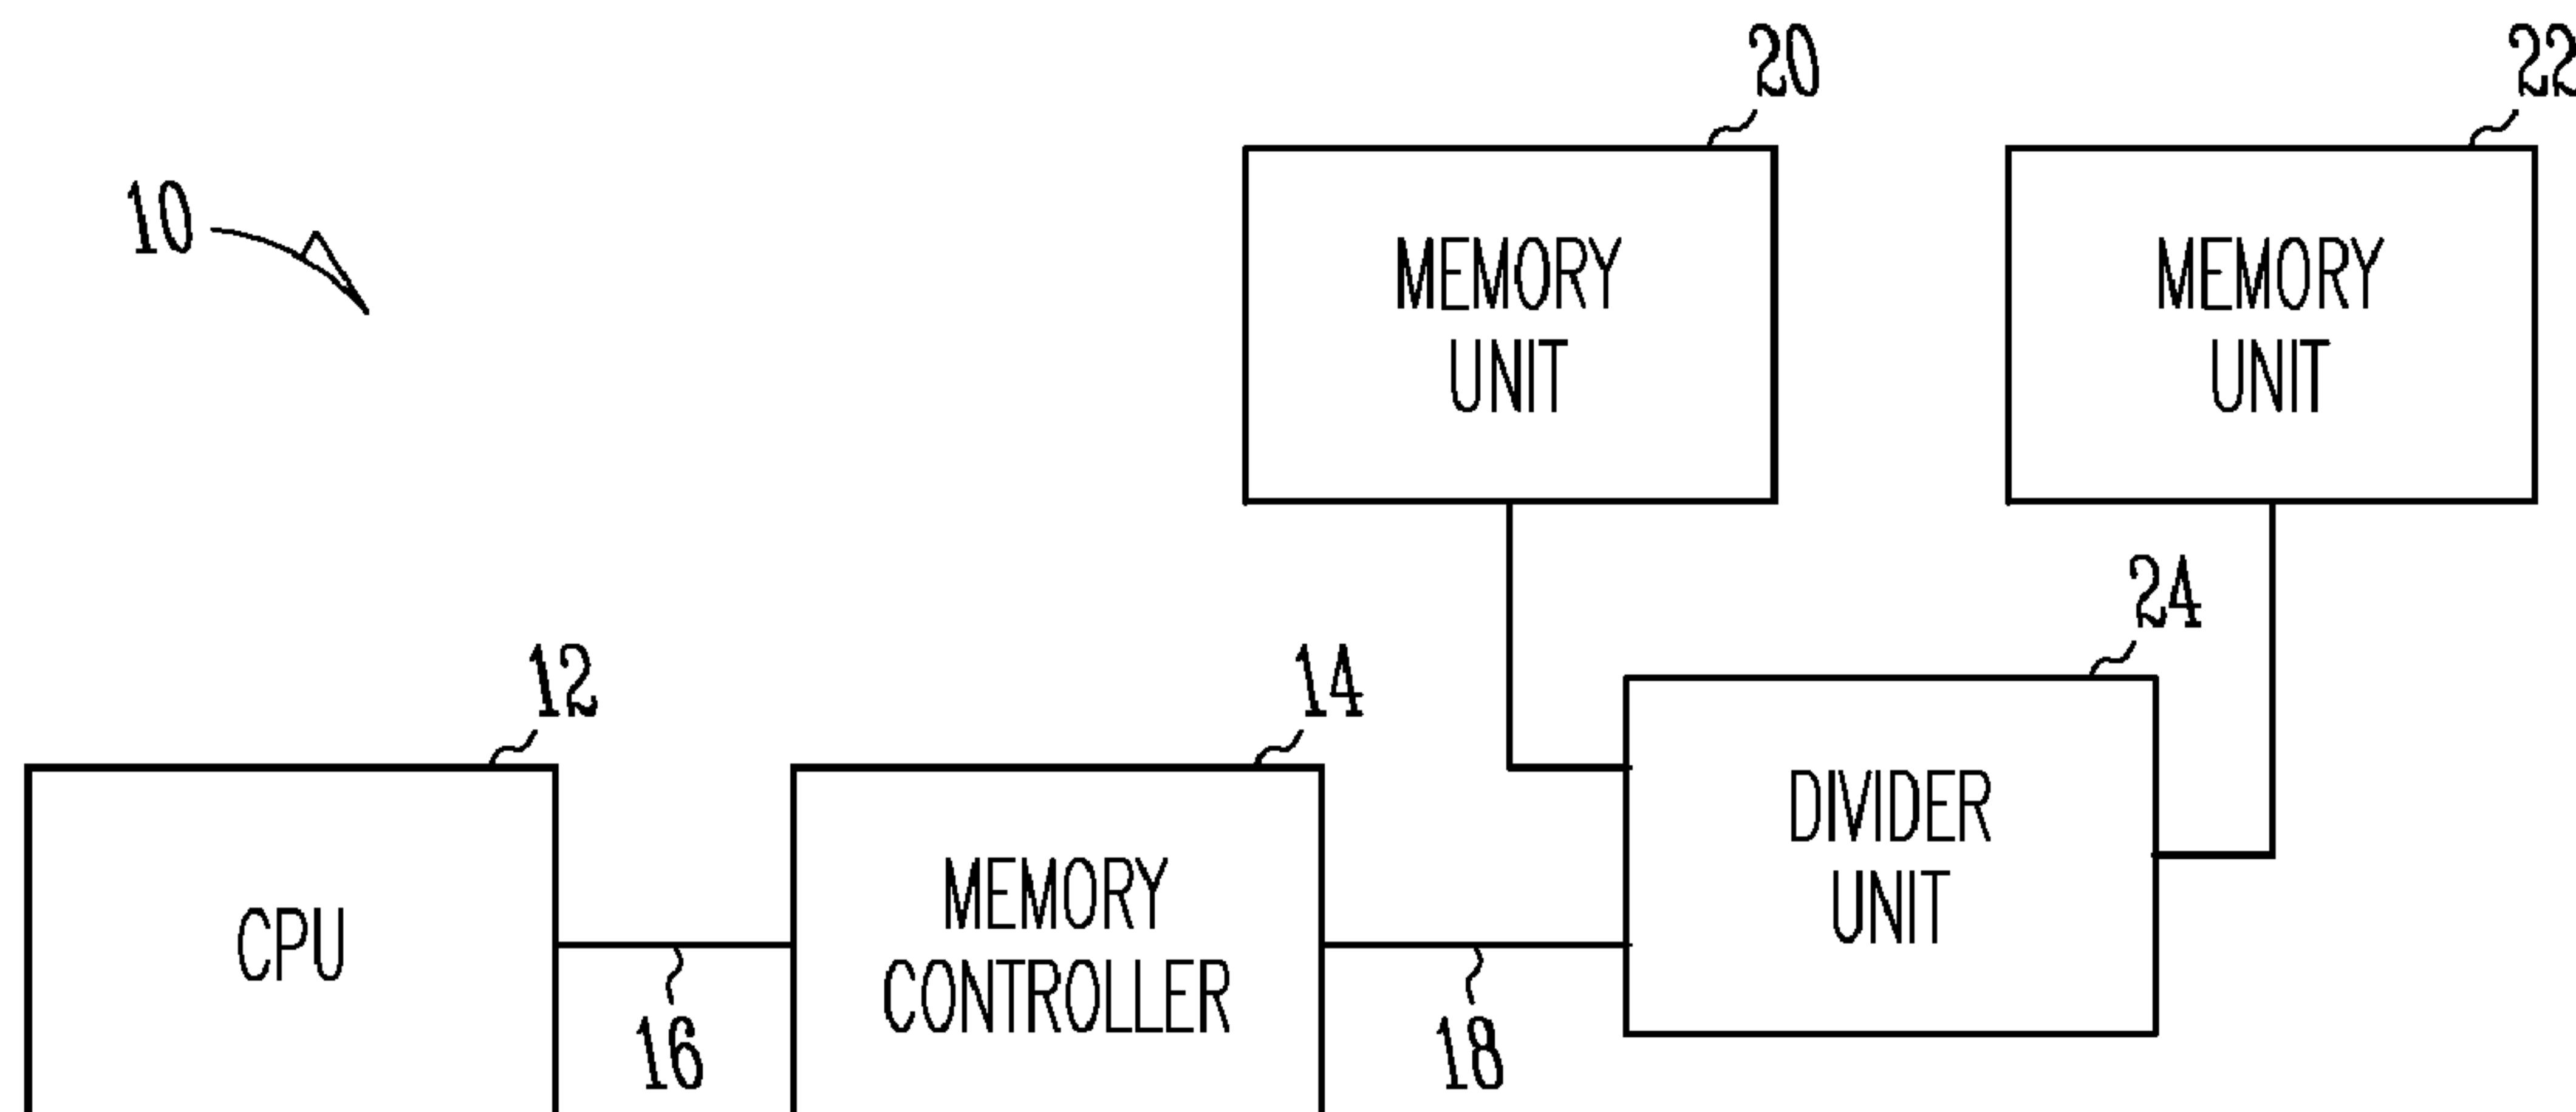 20
22
10
MEMORY
UNIT
MEMORY
UNIT
24
12
14
DIVIDER
UNIT
CPU
MEMORY
CONTROLLER
16
18